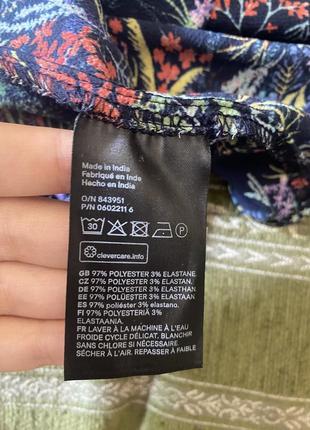 Made in India
Fabriqué en Inde
Hecho en India
O/N 843951
P/N 0602211 6
30 P
clevercare.info
GB 97% POLYESTER 3% ELASTANE.
CZ 97% POLYESTER 3% ELASTAN.
DE 97% POLYESTER 3% ELASTHAN
EE 97% POLÜESTER 3% ELASTAAN
ES 97% POLIÉSTER 3% ELASTANO.
FI 97% POLYESTERIÄ 3%
ELASTAANIA.
FR LAVER À LA MACHINE À L'EAU
FROIDE CYCLE DÉLICAT. BLANCHIR
SANS CHLORE SI NÉCESSAIRE.
SÉCHER À L'AIR. REPASSER À FAIBLE